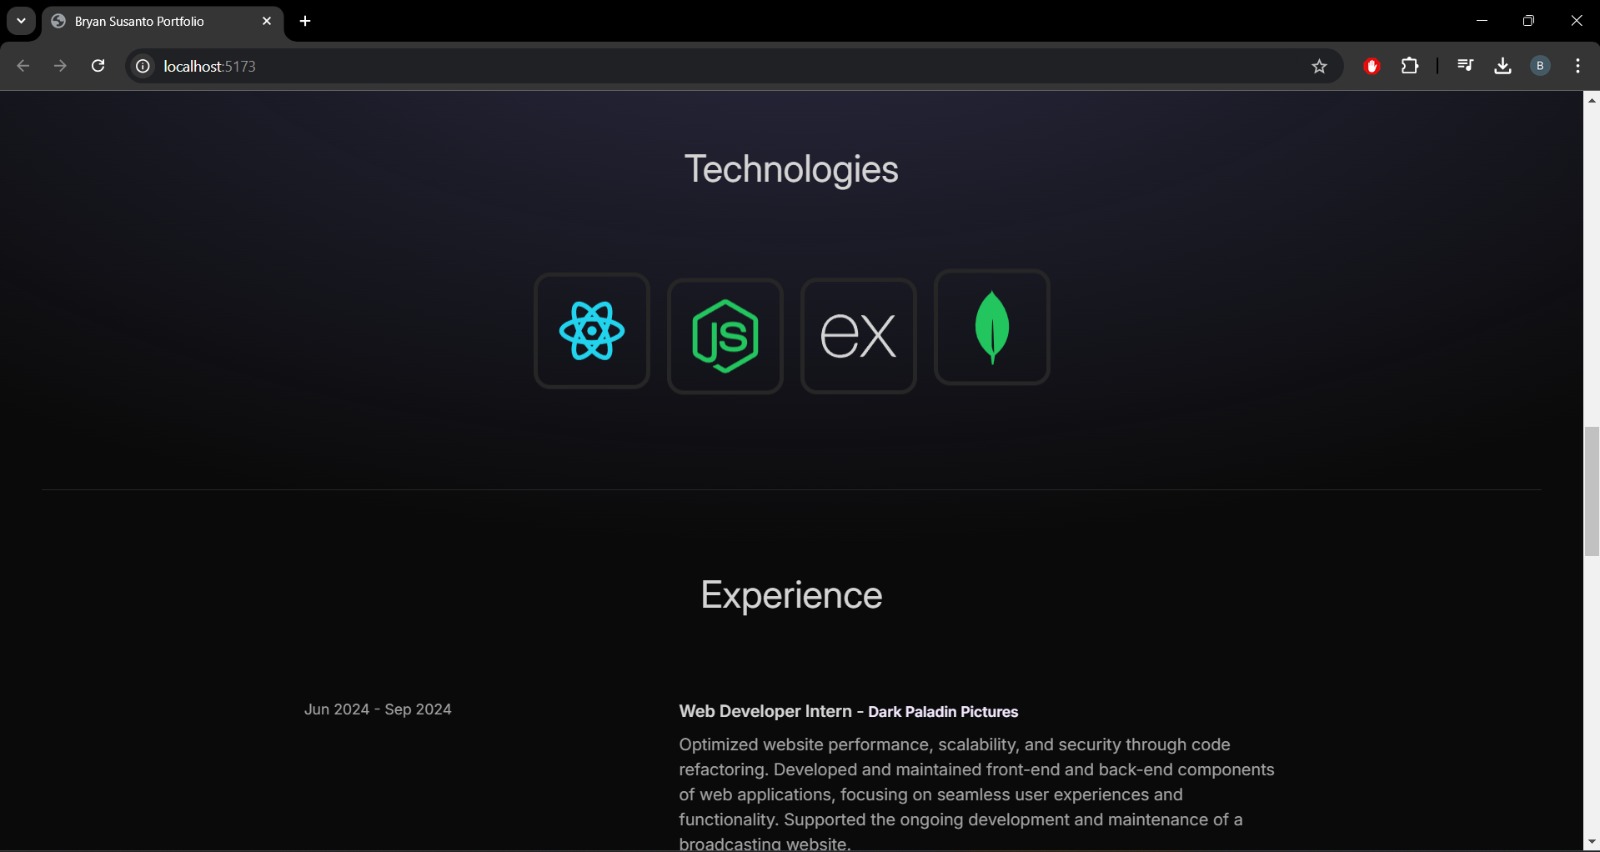 Bryan Susanto Portfolio
localhost:5173
B
Technologies
JS
ex
Experience
Jun 2024 - Sep 2024
Web Developer Intern - Dark Paladin Pictures
Optimized website performance, scalability, and security through code
refactoring. Developed and maintained front-end and back-end components
of web applications, focusing on seamless user experiences and
functionality. Supported the ongoing development and maintenance of a
broadcasting website.